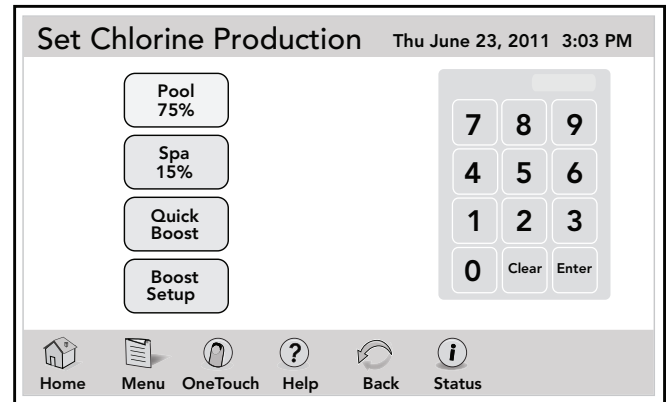 Set Chlorine Production Thu June 23, 2011 3:03 PM
Pool
75%
Spa
15%
Quick
Boost
Boost
Setup
7 8 9
4 5 6
1 2 3
0 Clear Enter
? i
Home Menu OneTouch Help Back Status